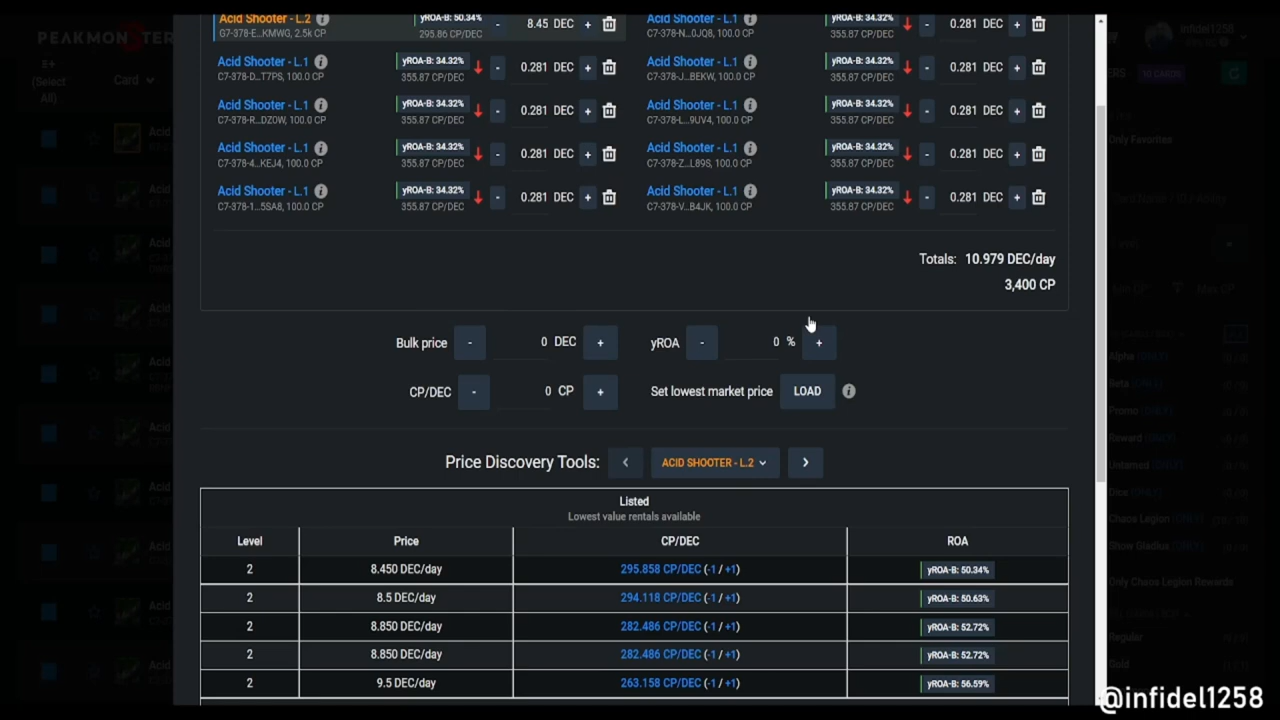 PEAKMONSTER
infidel1258
(Select
All)
Card
Acid Shooter - L.2
G7-378-E...KMWG, 2.5k CP
yROA-B: 50.34%
295.86 CP/DEC
- 8.45 DEC +
Acid Shooter - L.1
C7-378-N...0JQ8, 100.0 CP
yROA-B: 34.32%
355.87 CP/DEC
- 0.281 DEC +
Acid Shooter - L.1
C7-378-D...T7PS, 100.0 CP
yROA-B: 34.32%
355.87 CP/DEC
- 0.281 DEC +
Acid Shooter - L.1
C7-378-J...BEKW, 100.0 CP
yROA-B: 34.32%
355.87 CP/DEC
- 0.281 DEC +
Acid Shooter - L.1
C7-378-R...DZ0W, 100.0 CP
yROA-B: 34.32%
355.87 CP/DEC
- 0.281 DEC +
Acid Shooter - L.1
C7-378-L...9UV4, 100.0 CP
yROA-B: 34.32%
355.87 CP/DEC
- 0.281 DEC +
Acid Shooter - L.1
C7-378-4...KEJ4, 100.0 CP
yROA-B: 34.32%
355.87 CP/DEC
- 0.281 DEC +
Acid Shooter - L.1
C7-378-Z...L89S, 100.0 CP
yROA-B: 34.32%
355.87 CP/DEC
- 0.281 DEC +
Acid Shooter - L.1
C7-378-1...5SA8, 100.0 CP
yROA-B: 34.32%
355.87 CP/DEC
- 0.281 DEC +
Acid Shooter - L.1
C7-378-V...B4JK, 100.0 CP
yROA-B: 34.32%
355.87 CP/DEC
- 0.281 DEC +
Totals: 10.979 DEC/day
3,400 CP
Bulk price - 0 DEC + yROA - 0 % +
CP/DEC - 0 CP + Set lowest market price LOAD
Price Discovery Tools: < ACID SHOOTER - L.2 >
Listed
Lowest value rentals available
Level Price CP/DEC ROA
2 8.450 DEC/day 295.858 CP/DEC (-1 / +1) yROA-B: 50.34%
2 8.5 DEC/day 294.118 CP/DEC (-1 / +1) yROA-B: 50.63%
2 8.850 DEC/day 282.486 CP/DEC (-1 / +1) yROA-B: 52.72%
2 8.850 DEC/day 282.486 CP/DEC (-1 / +1) yROA-B: 52.72%
2 9.5 DEC/day 263.158 CP/DEC (-1 / +1) yROA-B: 56.59%
Only Favorites
Only Chaos Legion Rewards
Regular
Gold
@infidel1258